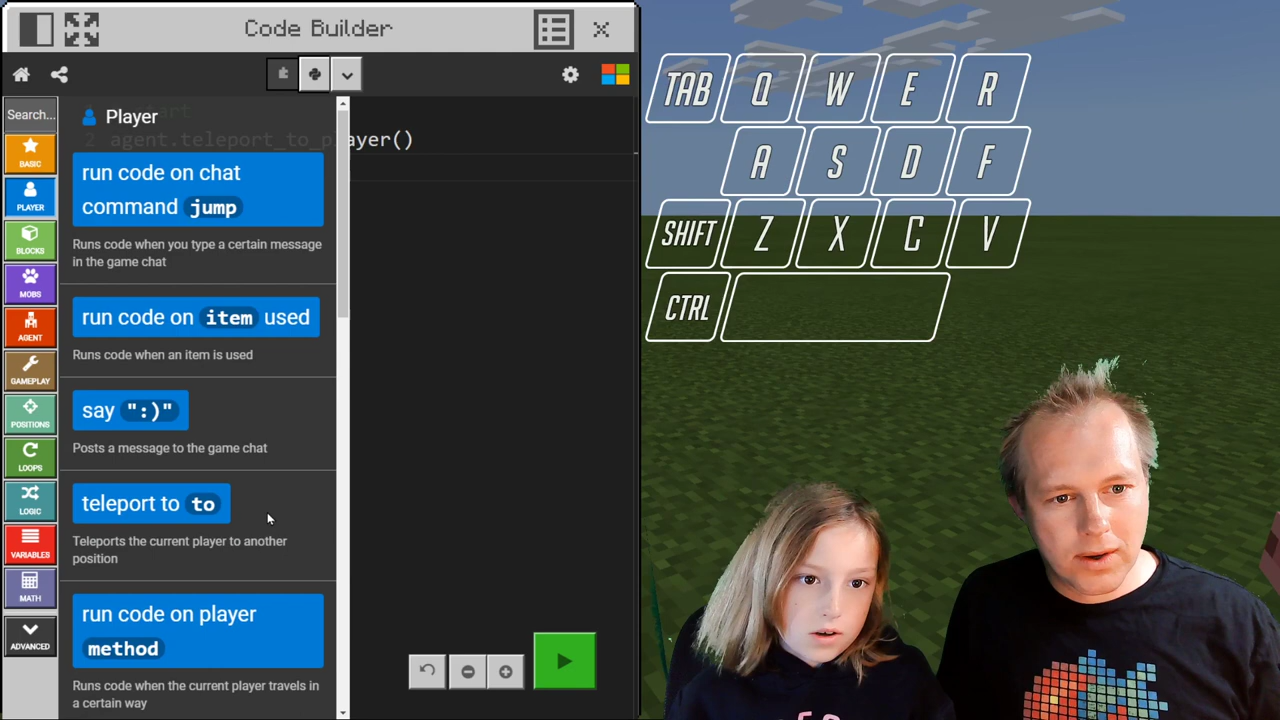 Code Builder
Search...
BASIC
PLAYER
BLOCKS
MOBS
AGENT
GAMEPLAY
POSITIONS
LOOPS
LOGIC
VARIABLES
MATH
ADVANCED
Player
run code on chat
command jump
Runs code when you type a certain message
in the game chat
run code on item used
Runs code when an item is used
say ":)"
Posts a message to the game chat
teleport to to
Teleports the current player to another
position
run code on player
method
Runs code when the current player travels in
a certain way
2 agent.teleport_to_player()
TAB Q W E R
A S D F
SHIFT Z X C V
CTRL